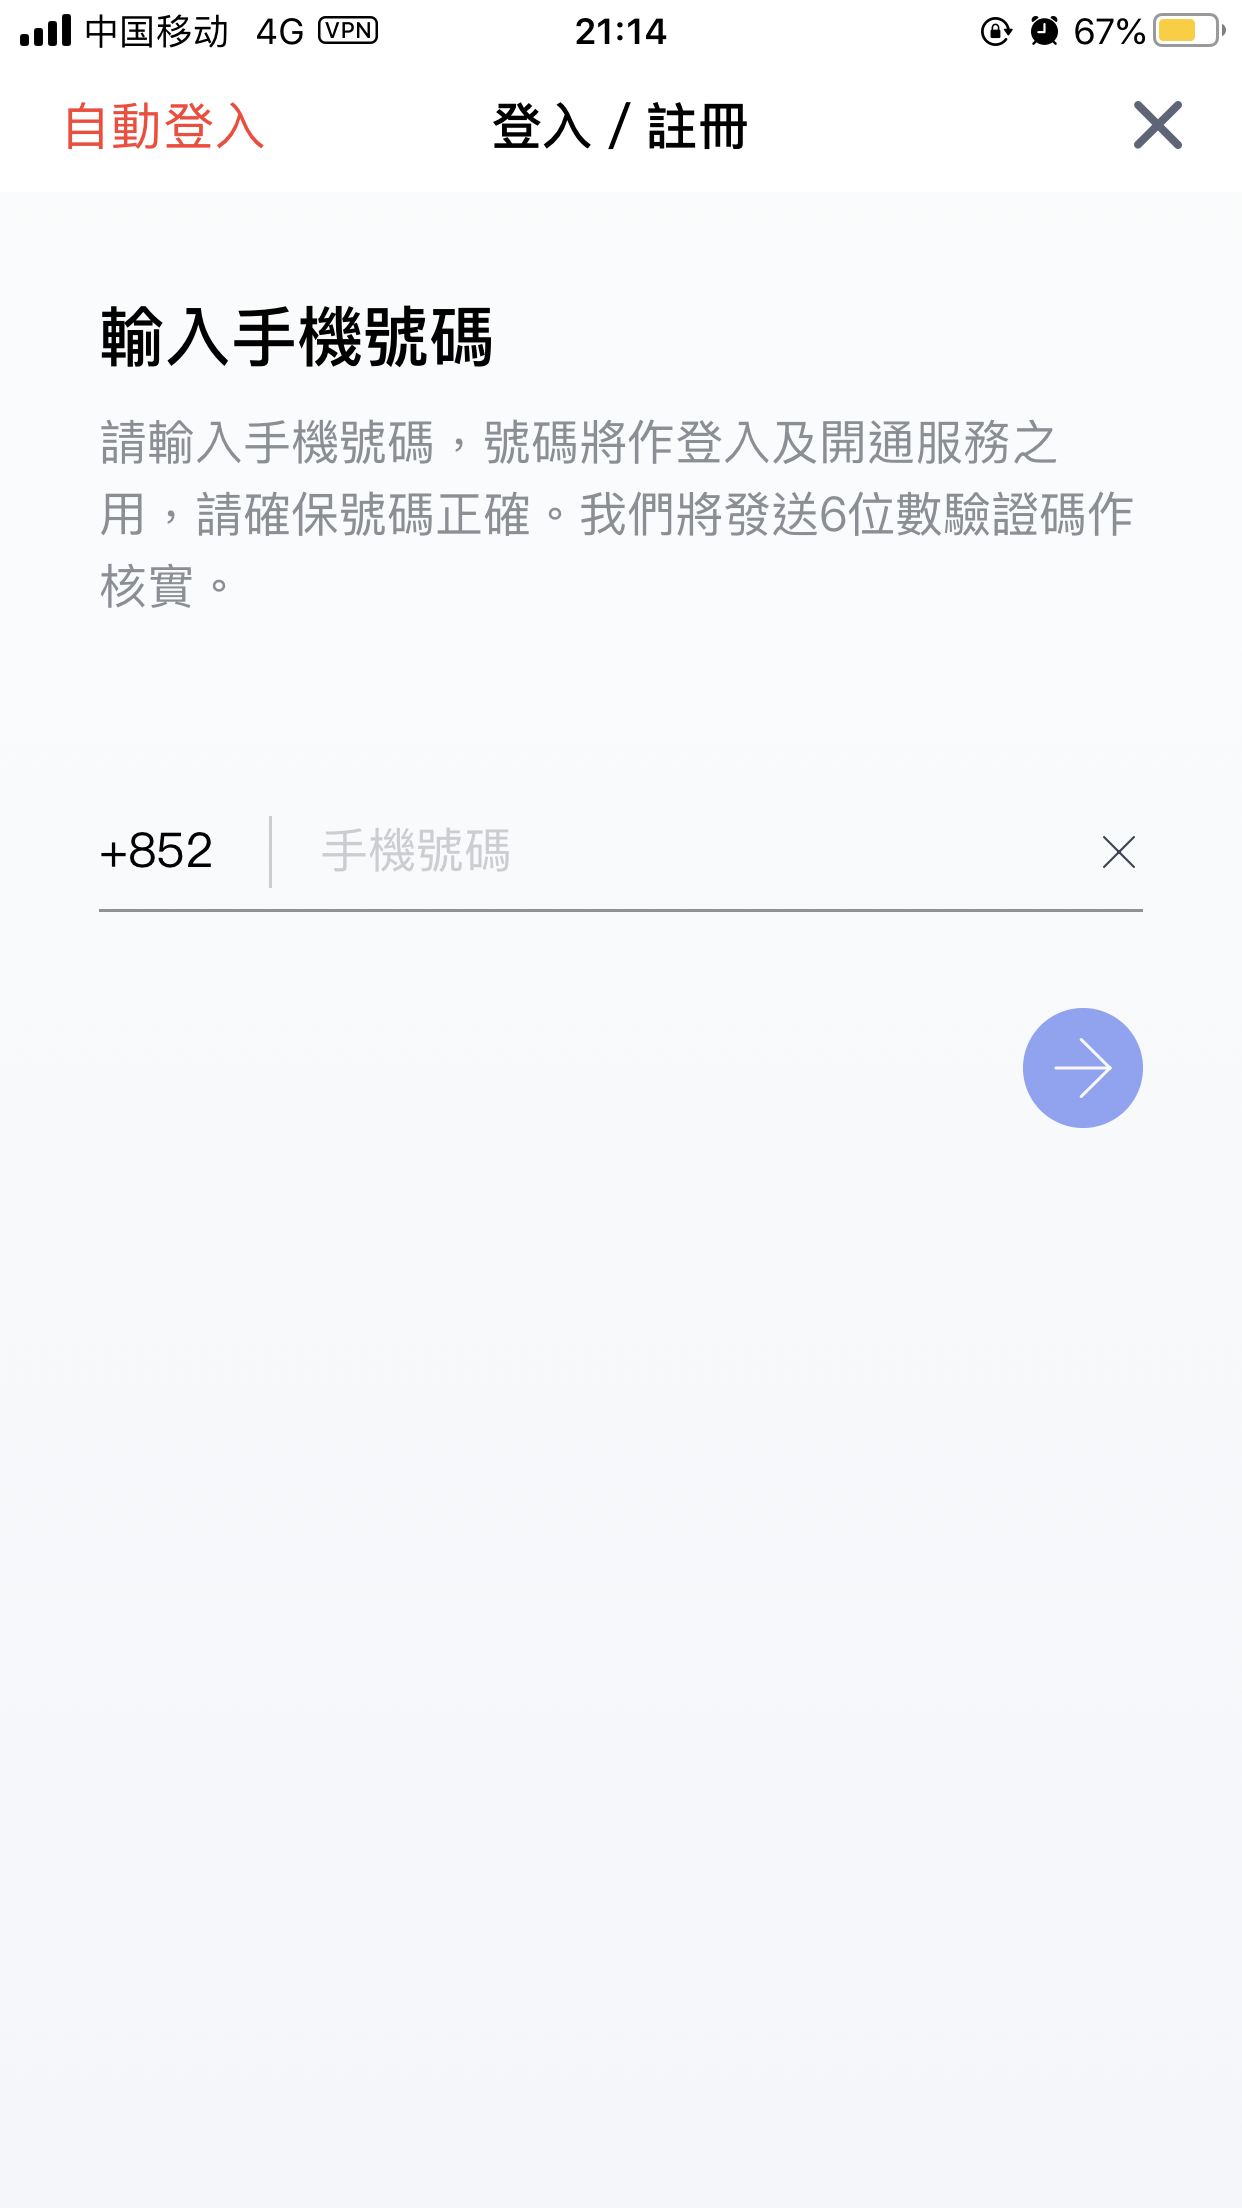 中国移动 4G VPN 21:14 67%
自動登入 登入 / 註冊
輸入手機號碼
請輸入手機號碼，號碼將作登入及開通服務之
用，請確保號碼正確。我們將發送6位數驗證碼作
核實。
+852 手機號碼